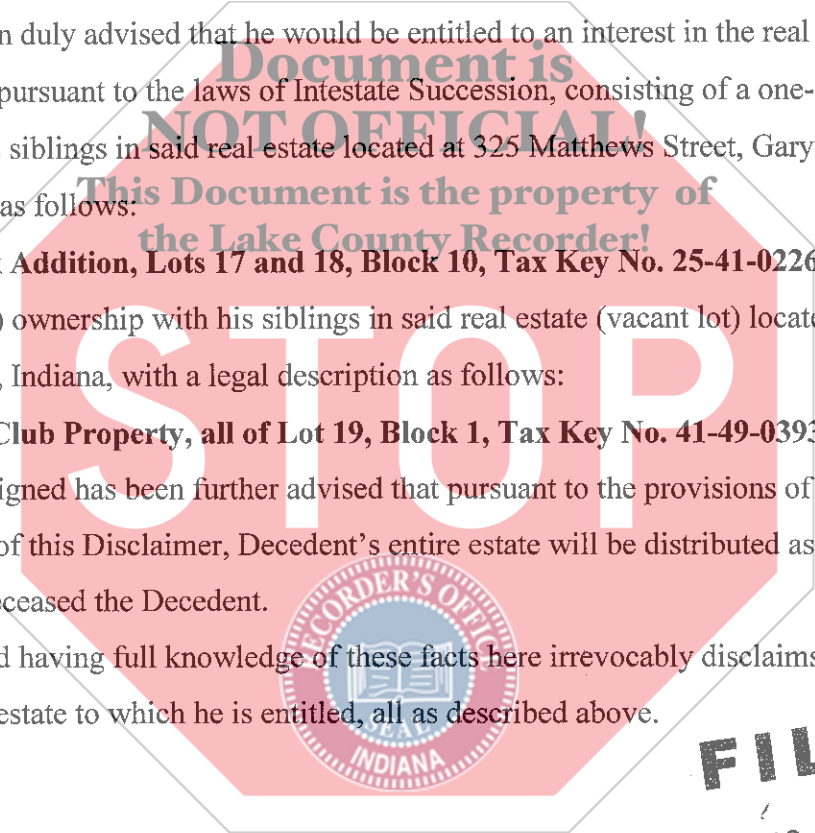 n duly advised that he would be entitled to an interest in the real
Document is
pursuant to the laws of Intestate Succession, consisting of a one-
NOT OFFICIAL!
siblings in said real estate located at 325 Matthews Street, Gary
This Document is the property of
as follows:
the Lake County Recorder!
Addition, Lots 17 and 18, Block 10, Tax Key No. 25-41-0226
) ownership with his siblings in said real estate (vacant lot) locate
STOP
, Indiana, with a legal description as follows:
Club Property, all of Lot 19, Block 1, Tax Key No. 41-49-0393
igned has been further advised that pursuant to the provisions of
of this Disclaimer, Decedent's entire estate will be distributed as
eceased the Decedent.
RECORDER'S OFFICE
d having full knowledge of these facts here irrevocably disclaims
estate to which he is entitled, all as described above.
SEAL
INDIANA
FIL